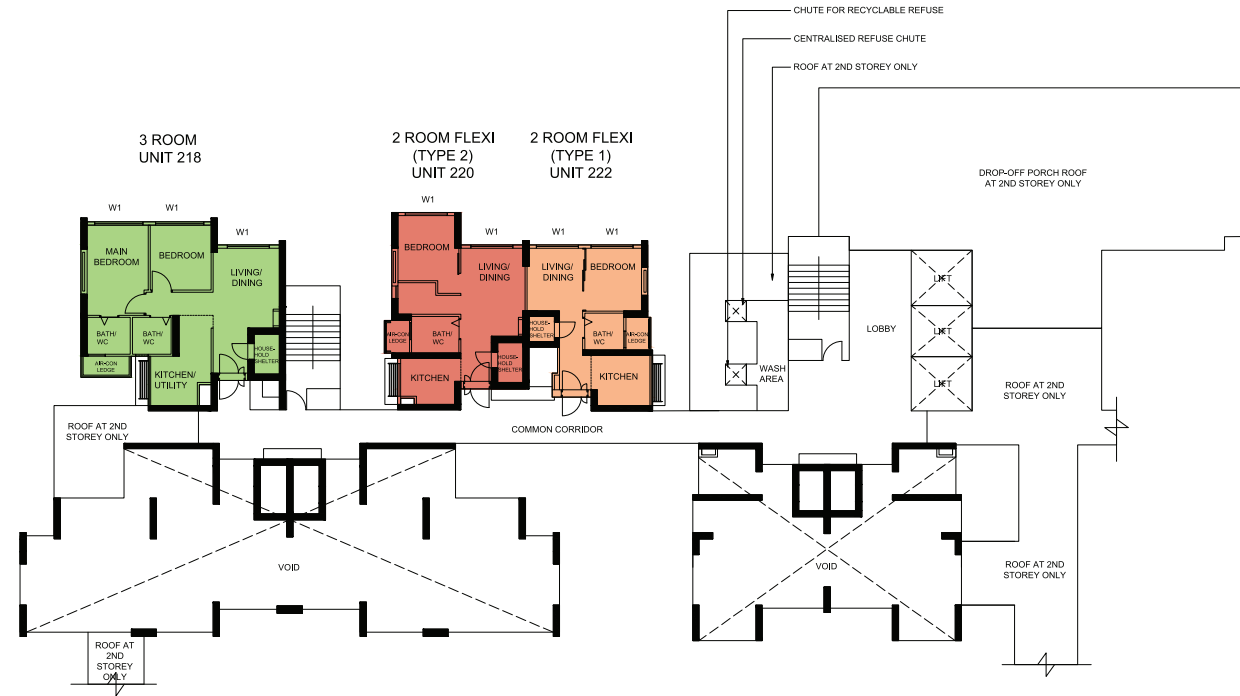 CHUTE FOR RECYCLABLE REFUSE
CENTRALISED REFUSE CHUTE
ROOF AT 2ND STOREY ONLY
3 ROOM
UNIT 218
2 ROOM FLEXI
(TYPE 2)
UNIT 220
2 ROOM FLEXI
(TYPE 1)
UNIT 222
DROP-OFF PORCH ROOF
AT 2ND STOREY ONLY
W1
W1
W1
MAIN
BEDROOM
BEDROOM
LIVING/
DINING
BATH/
WC
BATH/
WC
AIR-CON
LEDGE
KITCHEN/
UTILITY
HOUSE-
HOLD
SHELTER
W1
W1
BEDROOM
LIVING/
DINING
AIR-CON
LEDGE
BATH/
WC
KITCHEN
HOUSE-
HOLD
SHELTER
W1
W1
LIVING/
DINING
BEDROOM
HOUSE-
HOLD
SHELTER
BATH/
WC
AIR-CON
LEDGE
KITCHEN
WASH
AREA
LOBBY
LIFT
LIFT
LIFT
ROOF AT 2ND
STOREY ONLY
ROOF AT 2ND
STOREY ONLY
COMMON CORRIDOR
VOID
VOID
ROOF AT 2ND
STOREY ONLY
ROOF AT
2ND
STOREY
ONLY